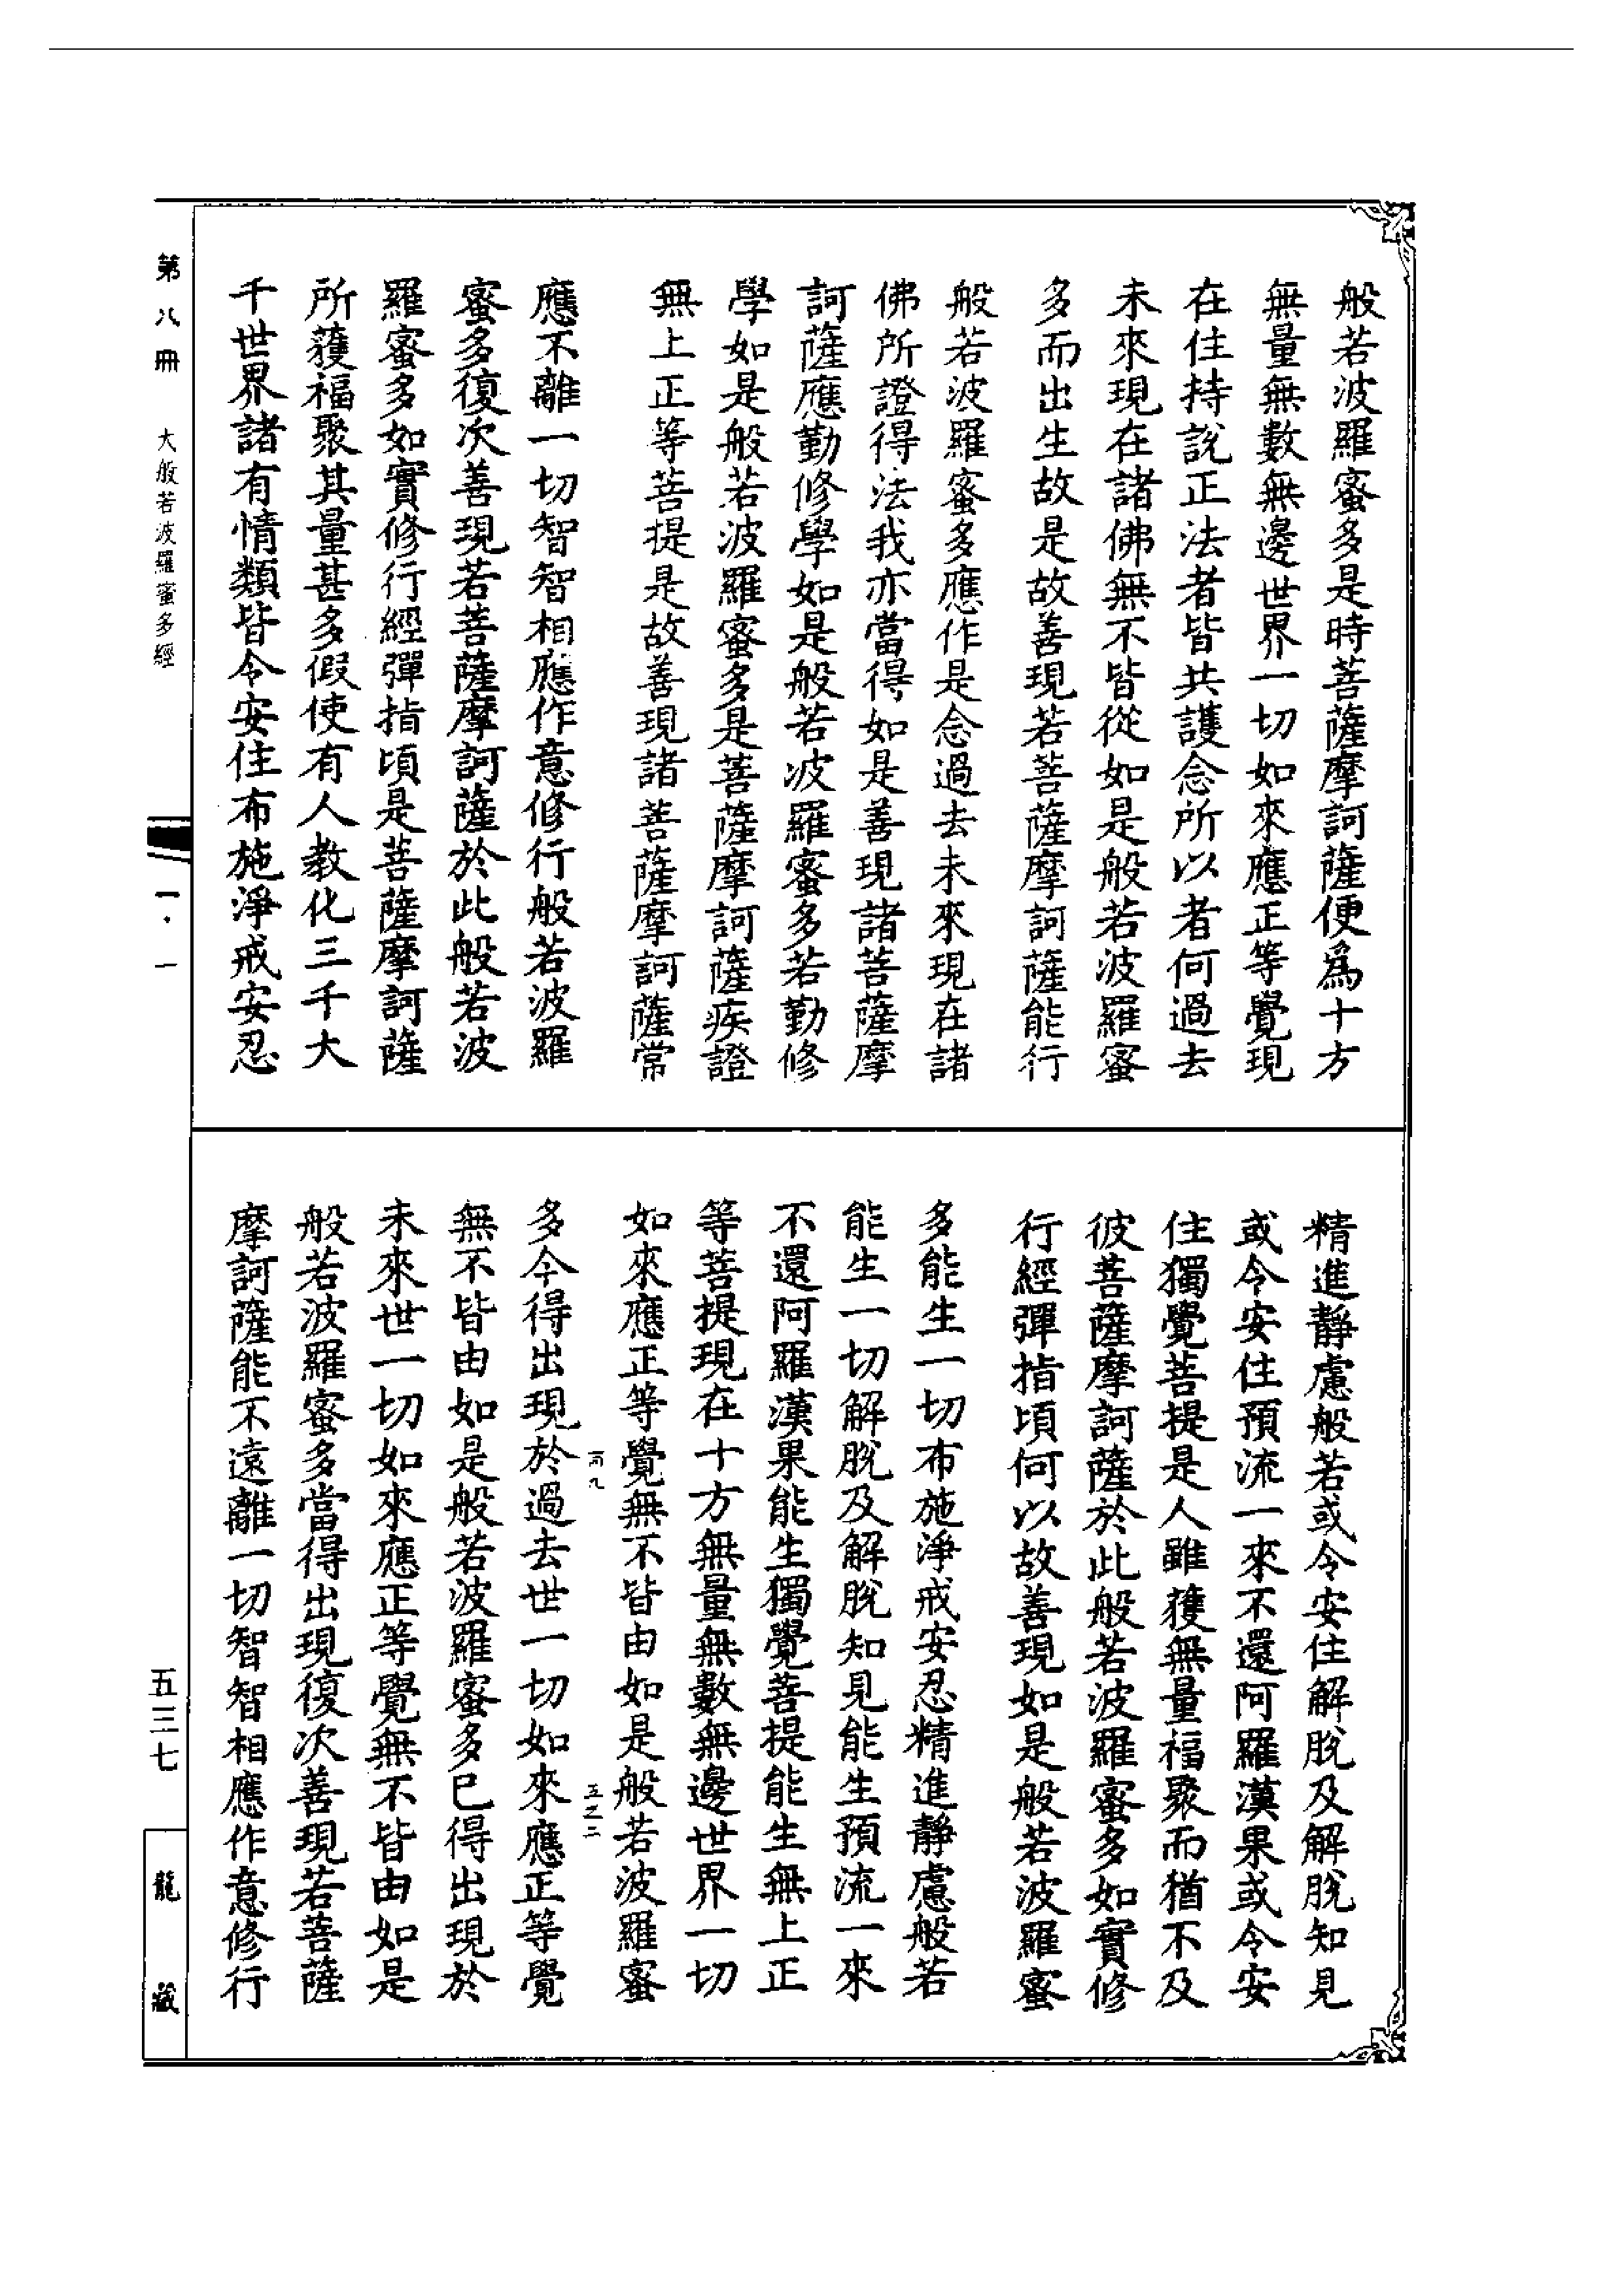 般若波羅蜜多是時菩薩摩訶薩便為十方
無量無數無邊世界一切如來應正等覺現
在住持說正法者皆共護念所以者何過去
未來現在諸佛無不皆從如是般若波羅蜜
多而出生故是故善現若菩薩摩訶薩能行
般若波羅蜜多應作是念過去未來現在諸
佛所證得法我亦當得如是善現諸菩薩摩
訶薩應勤修學如是般若波羅蜜多若勤修
學如是般若波羅蜜多是菩薩摩訶薩疾證
無上正等菩提是故善現諸菩薩摩訶薩常
應不離一切智智相應作意修行般若波羅
蜜多復次善現若菩薩摩訶薩於此般若波
羅蜜多如實修行經彈指頃是菩薩摩訶薩
所獲福聚其量甚多假使有人教化三千大
千世界諸有情類皆令安住布施淨戒安忍
精進靜慮般若或令安住解脫及解脫知見
或令安住預流一來不還阿羅漢果或令安
住獨覺菩提是人雖獲無量福聚而猶不及
彼菩薩摩訶薩於此般若波羅蜜多如實修
行經彈指頃何以故善現如是般若波羅蜜
多能生一切布施淨戒安忍精進靜慮般若
能生一切解脫及解脫知見能生預流一來
不還阿羅漢果能生獨覺菩提能生無上正
等菩提現在十方無量無數無邊世界一切
如來應正等覺無不皆由如是般若波羅蜜
多今得出現於過去世一切如來應正等覺
無不皆由如是般若波羅蜜多已得出現於
未來世一切如來應正等覺無不皆由如是
般若波羅蜜多當得出現復次善現若菩薩
摩訶薩能不遠離一切智智相應作意修行
第八冊 大般若波羅蜜多經
一·一
五三七
龍藏